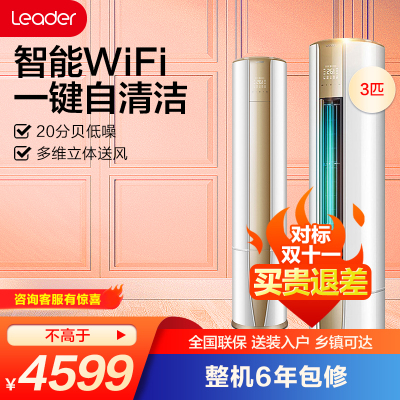 Leader
智能WiFi
一键自清洁
20分贝低噪
多维立体送风
3匹
对标
双十一
买贵退差
咨询客服有惊喜
不高于
¥4599
全国联保 送装入户 乡镇可达
整机6年包修